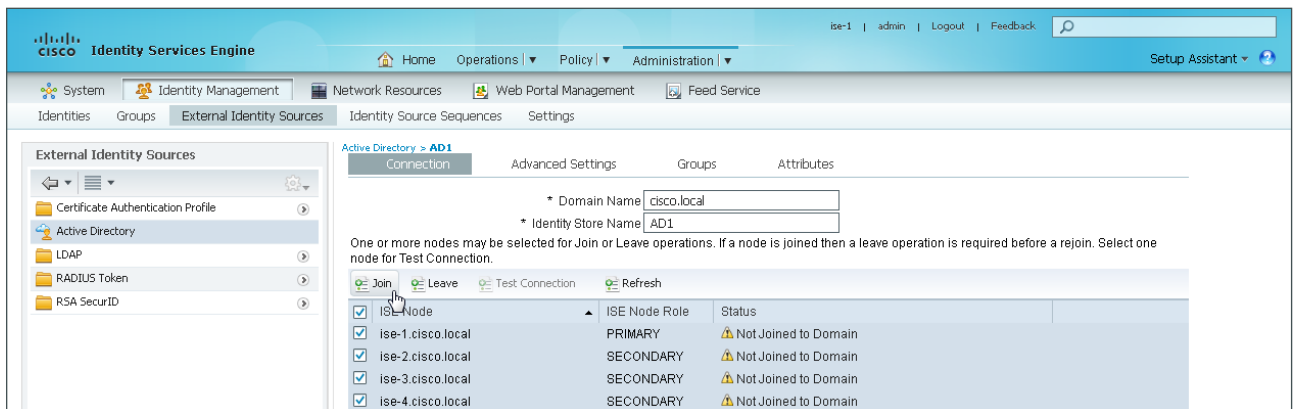 ise-1 | admin | Logout | Feedback
cisco Identity Services Engine
Home Operations | Policy | Administration | Setup Assistant
System Identity Management Network Resources Web Portal Management Feed Service
Identities Groups External Identity Sources Identity Source Sequences Settings
External Identity Sources
Certificate Authentication Profile
Active Directory
LDAP
RADIUS Token
RSA SecurID
Active Directory > AD1
Connection Advanced Settings Groups Attributes
* Domain Name cisco.local
* Identity Store Name AD1
One or more nodes may be selected for Join or Leave operations. If a node is joined then a leave operation is required before a rejoin. Select one
node for Test Connection.
Join Leave Test Connection Refresh
ISE Node ISE Node Role Status
ise-1.cisco.local PRIMARY Not Joined to Domain
ise-2.cisco.local SECONDARY Not Joined to Domain
ise-3.cisco.local SECONDARY Not Joined to Domain
ise-4.cisco.local SECONDARY Not Joined to Domain